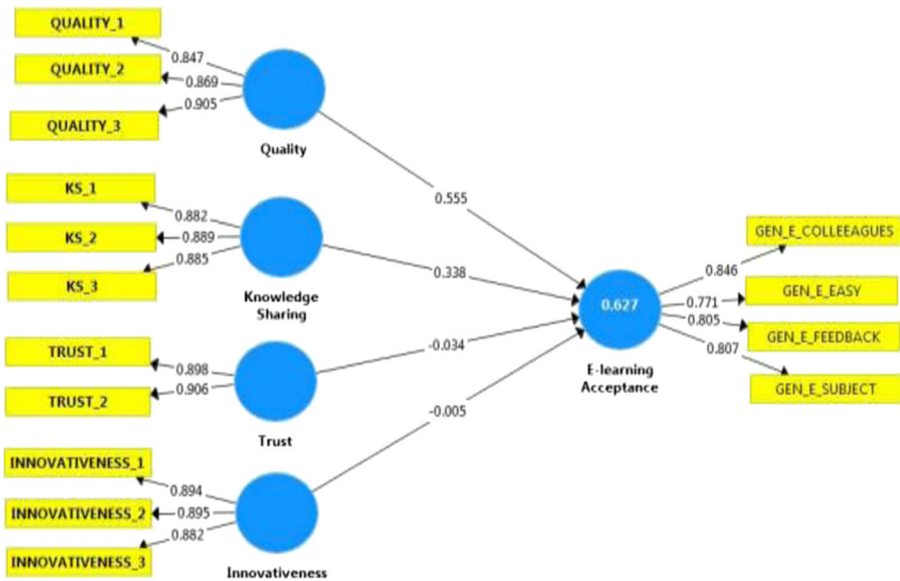 QUALITY_1
0.847
QUALITY_2
0.869
0.905
QUALITY_3
Quality
0.555
KS_1
0.882
KS_2
0.889
0.885
KS_3
Knowledge
Sharing
0.338
TRUST_1
0.898
0.906
TRUST_2
Trust
-0.034
INNOVATIVENESS_1
0.894
INNOVATIVENESS_2
0.895
0.882
INNOVATIVENESS_3
Innovativeness
-0.005
0.627
E-learning
Acceptance
GEN_E_COLLEEAGUES
0.846
GEN_E_EASY
0.771
0.805
GEN_E_FEEDBACK
0.807
GEN_E_SUBJECT